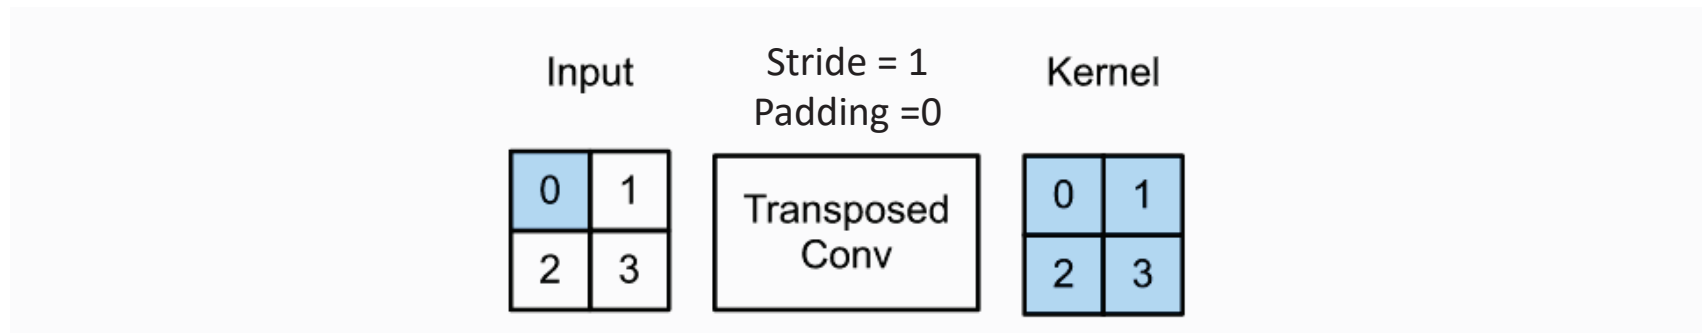 Input
Stride = 1
Padding =0
Kernel
0 1
2 3
Transposed
Conv
0 1
2 3